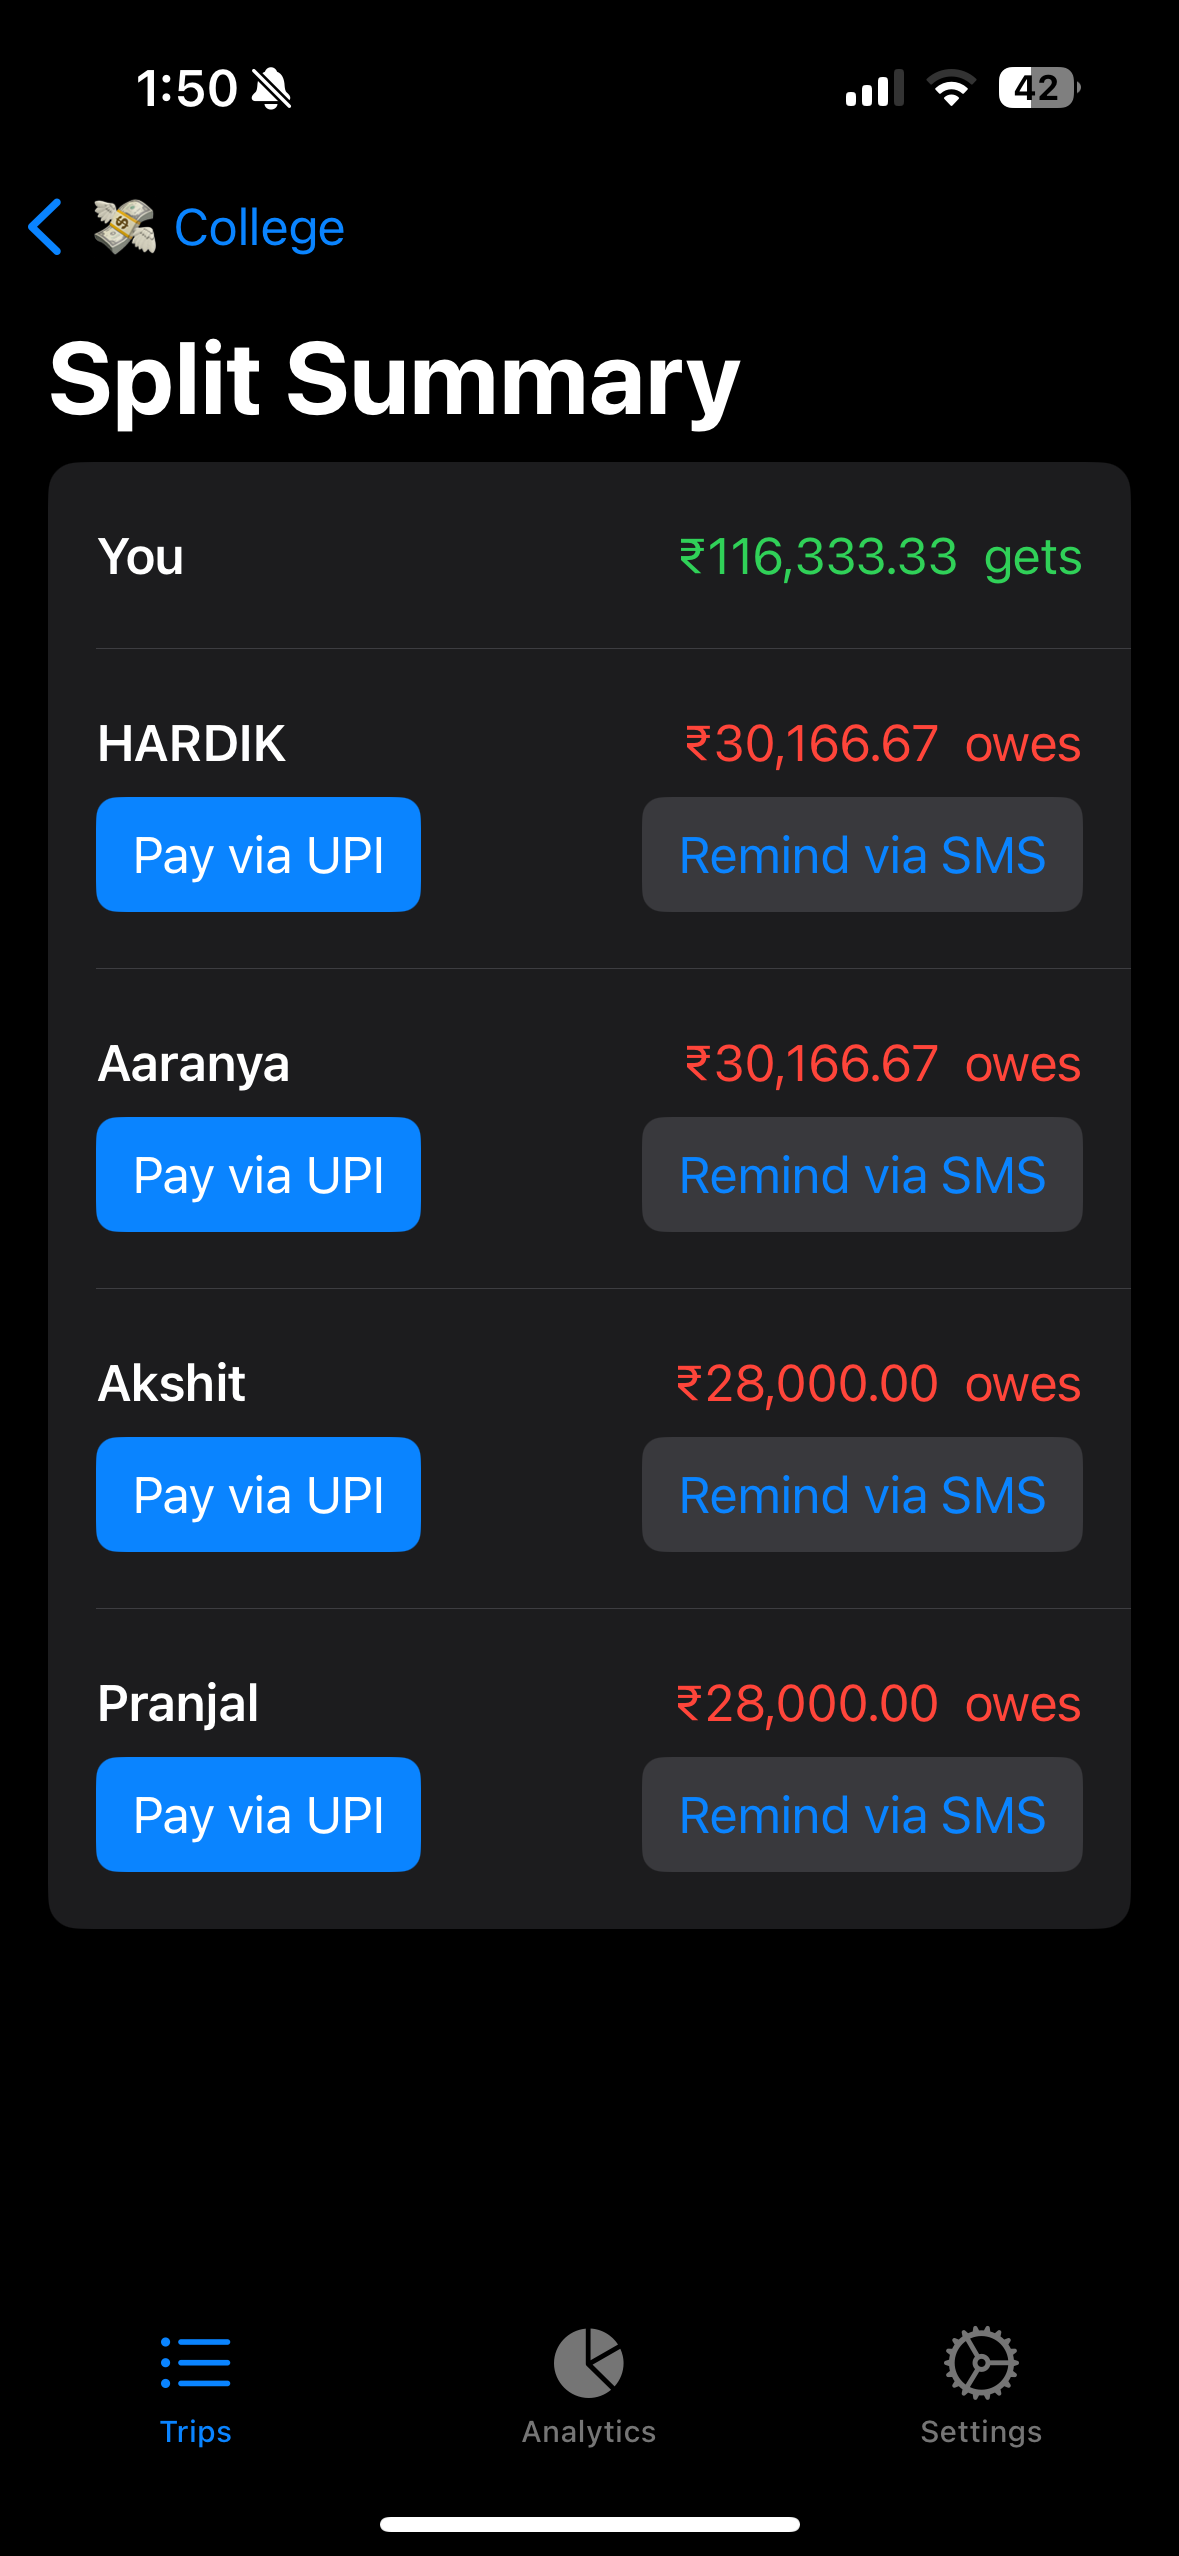 1:50
42
College
Split Summary
You ₹116,333.33 gets
HARDIK ₹30,166.67 owes
Pay via UPI Remind via SMS
Aaranya ₹30,166.67 owes
Pay via UPI Remind via SMS
Akshit ₹28,000.00 owes
Pay via UPI Remind via SMS
Pranjal ₹28,000.00 owes
Pay via UPI Remind via SMS
Trips Analytics Settings